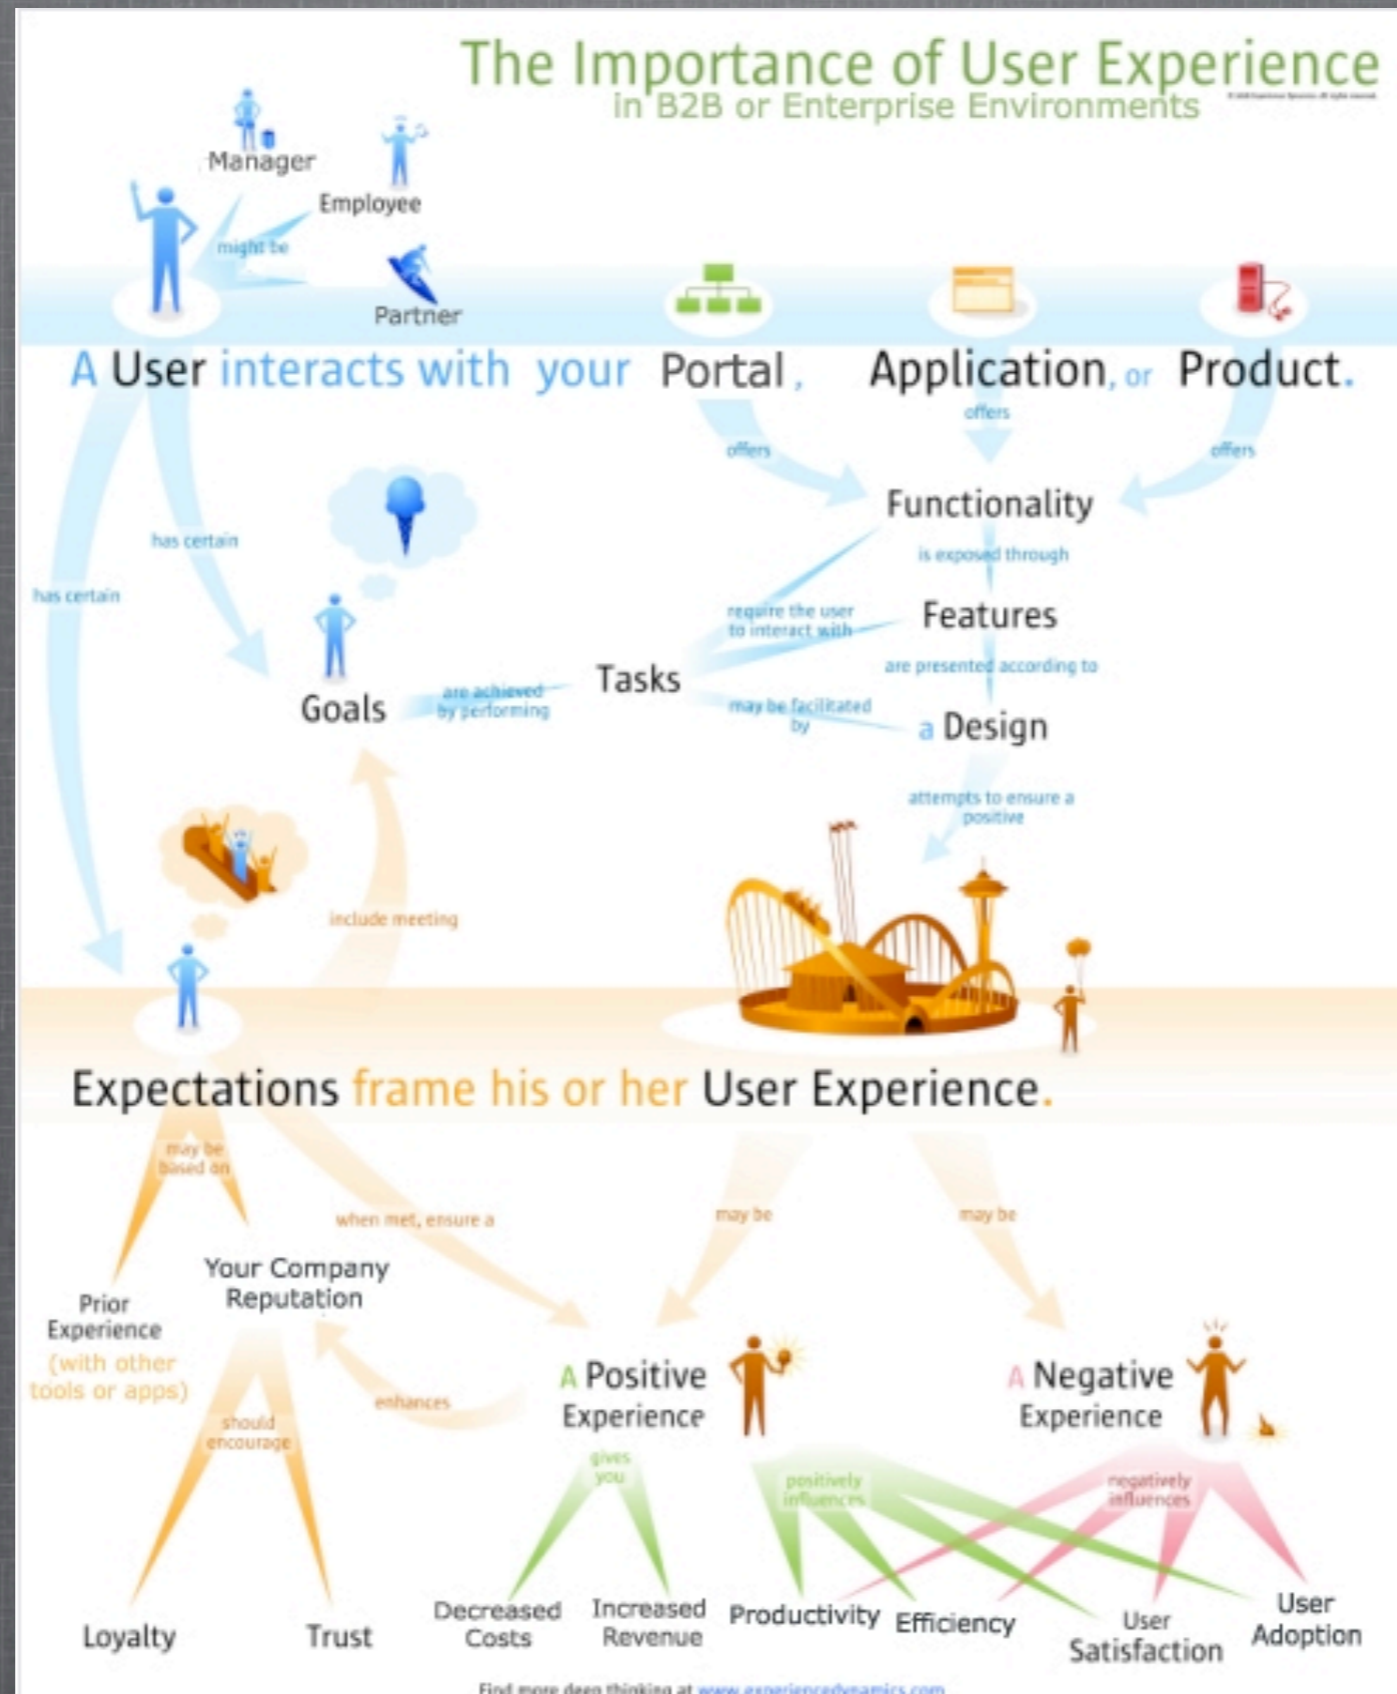 The Importance of User Experience
in B2B or Enterprise Environments
Manager
Employee
might be
Partner
A User interacts with your Portal, Application, or Product.
offers
offers
offers
Functionality
has certain
is exposed through
has certain
require the user
to interact with
Features
are presented according to
Tasks
Goals
are achieved
by performing
may be facilitated
by
a Design
attempts to ensure a
positive
include meeting
Expectations frame his or her User Experience.
may be
based on
when met, ensure a
may be
may be
Your Company
Reputation
Prior
Experience
(with other
tools or apps)
A Positive
Experience
A Negative
Experience
enhances
should
encourage
gives
you
positively
influences
negatively
influences
Loyalty
Trust
Decreased
Costs
Increased
Revenue
Productivity
Efficiency
User
Satisfaction
User
Adoption
Find more deep thinking at www.experiencedynamics.com